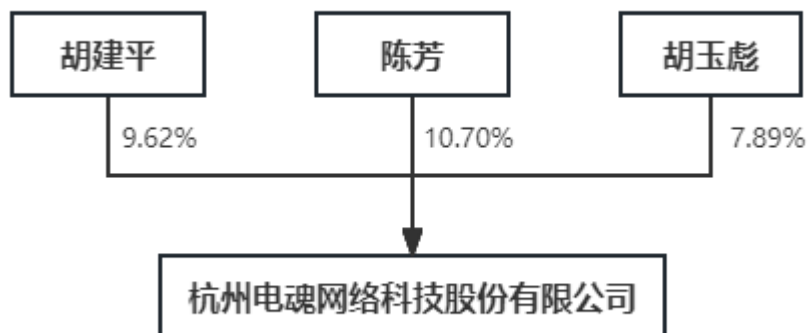 胡建平
陈芳
胡玉彪
9.62%
10.70%
7.89%
杭州电魂网络科技股份有限公司